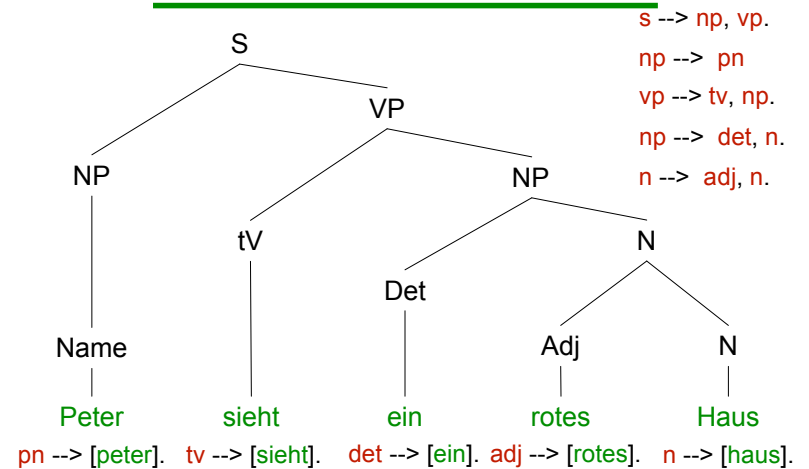 s --> np, vp.
S
np --> pn
vp --> tv, np.
VP
np --> det, n.
NP
NP
n --> adj, n.
tV
N
Det
Name
Adj
N
Peter
sieht
ein
rotes
Haus
pn --> [peter].
tv --> [sieht].
det --> [ein].
adj --> [rotes].
n --> [haus].